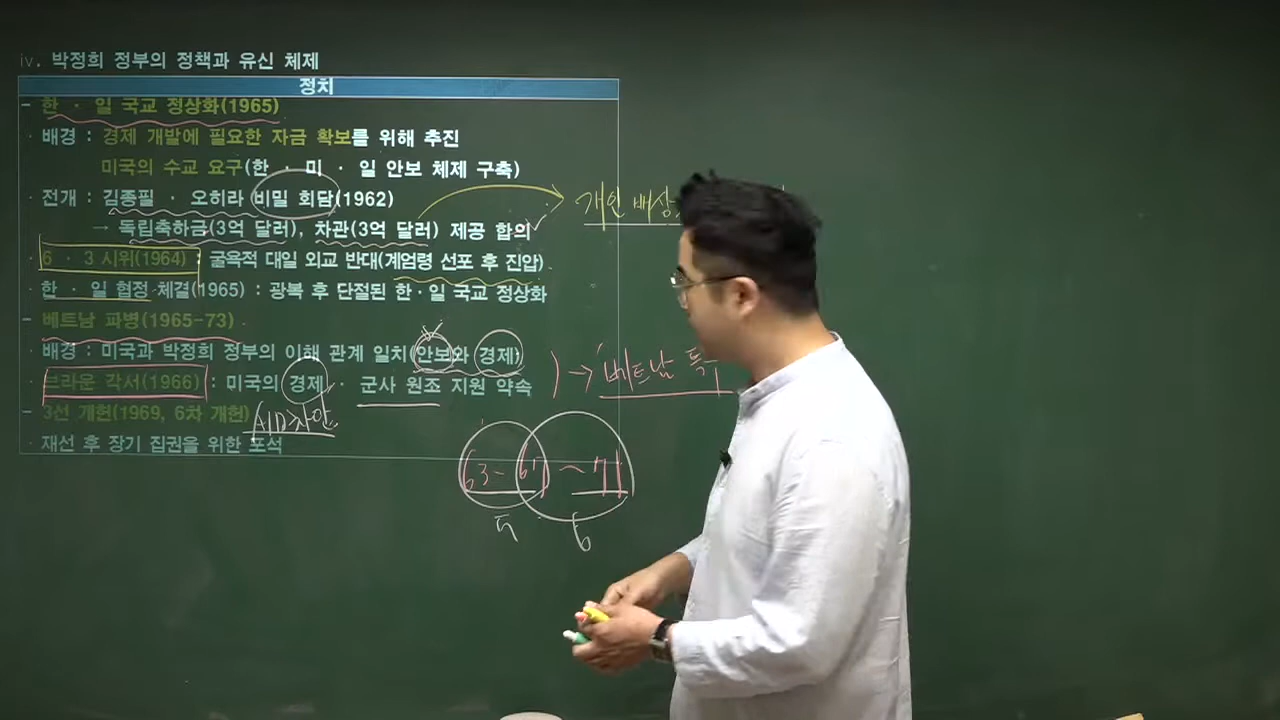 iv. 박정희 정부의 정책과 유신 체제
정치
- 한 · 일 국교 정상화(1965)
· 배경 : 경제 개발에 필요한 자금 확보를 위해 추진
미국의 수교 요구(한 · 미 · 일 안보 체제 구축)
· 전개 : 김종필 · 오히라 비밀 회담(1962)
→ 독립축하금(3억 달러), 차관(3억 달러) 제공 합의
개인 배상
· 6 · 3 시위(1964) : 굴욕적 대일 외교 반대(계엄령 선포 후 진압)
· 한 · 일 협정 체결(1965) : 광복 후 단절된 한·일 국교 정상화
- 베트남 파병(1965-73)
· 배경 : 미국과 박정희 정부의 이해 관계 일치(안보와 경제)
· 브라운 각서(1966) : 미국의 경제 · 군사 원조 지원 약속
→ 베트남 특
- 3선 개헌(1969, 6차 개헌)
AID차관
· 재선 후 장기 집권을 위한 포석
63~67~71
5 6